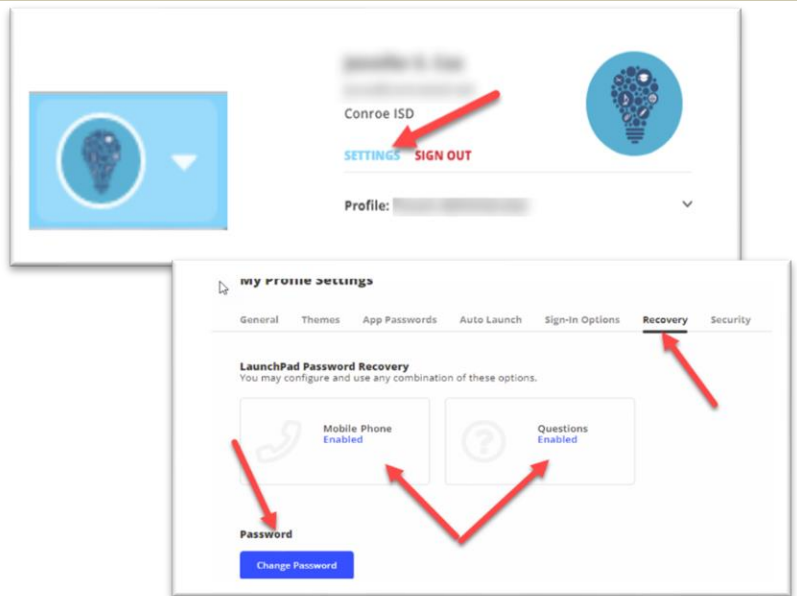 Conroe ISD
SETTINGS SIGN OUT
Profile:
My Profile Settings
General Themes App Passwords Auto Launch Sign-In Options Recovery Security
LaunchPad Password Recovery
You may configure and use any combination of these options.
Mobile Phone
Enabled
Questions
Enabled
Password
Change Password